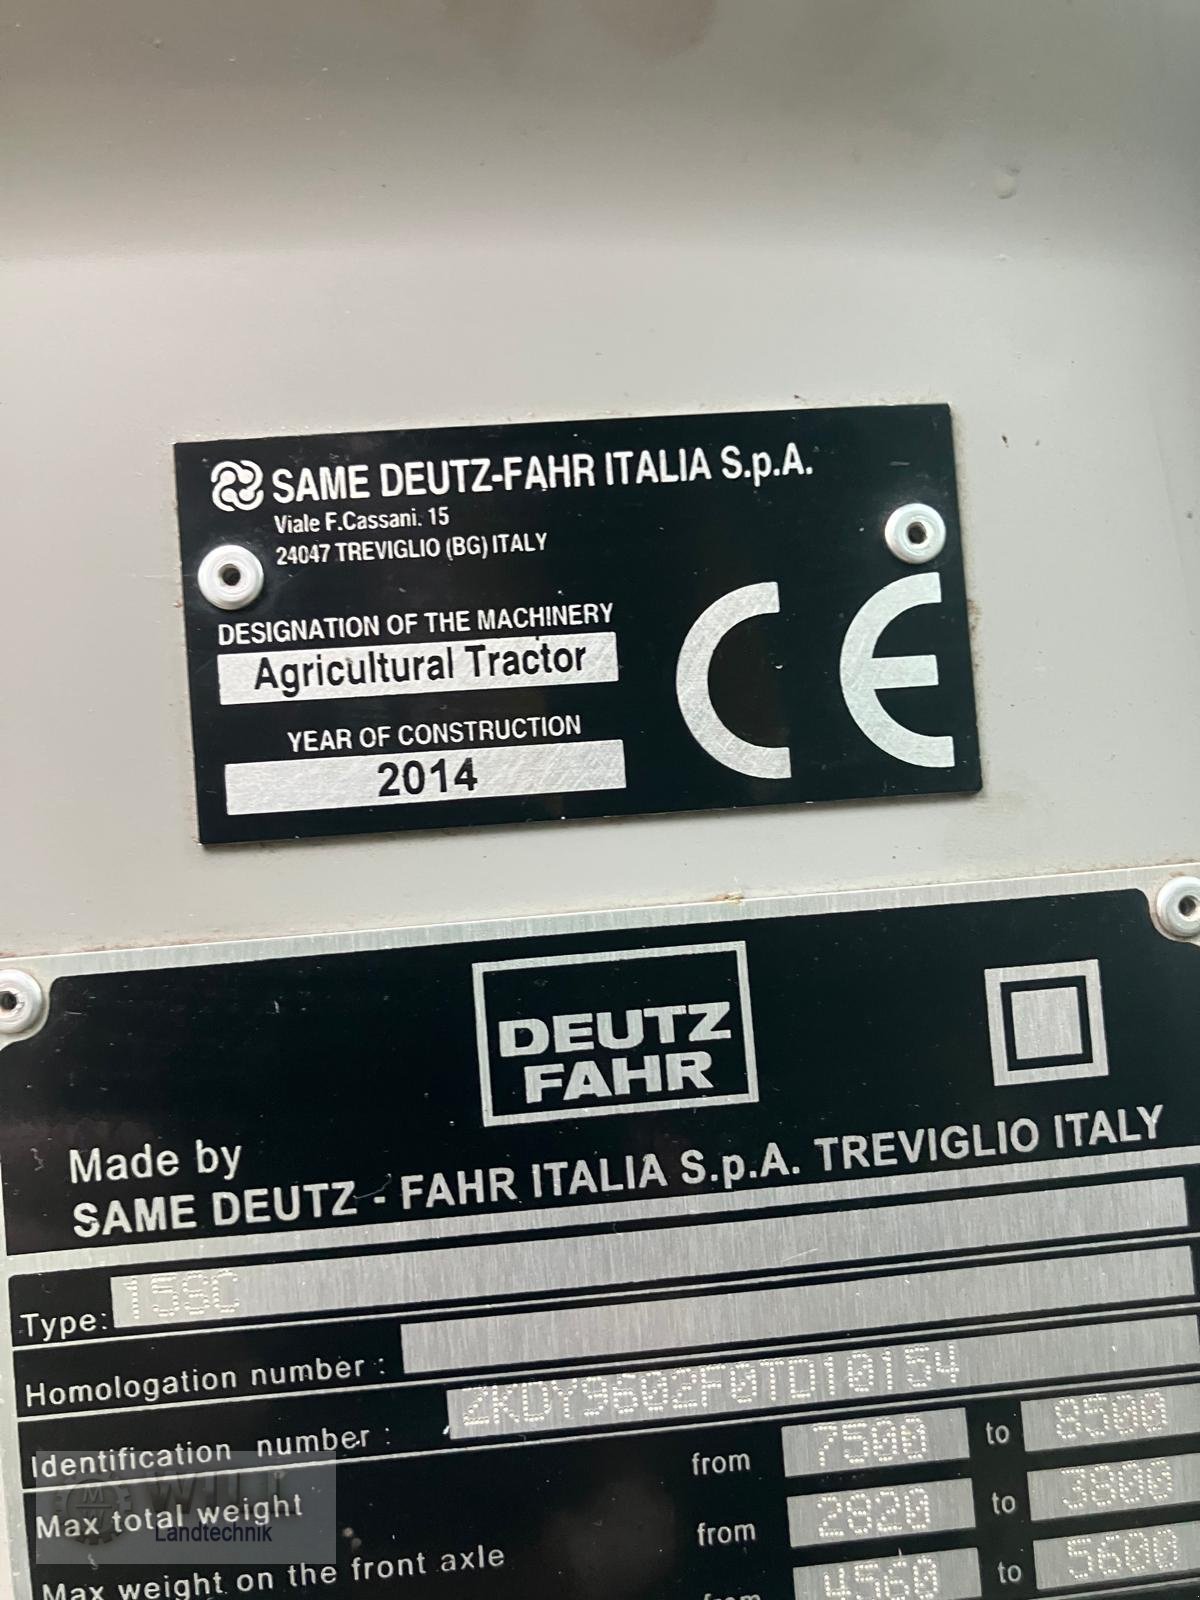 SAME DEUTZ-FAHR ITALIA S.p.A.
Viale F.Cassani. 15
24047 TREVIGLIO (BG) ITALY
DESIGNATION OF THE MACHINERY
Agricultural Tractor
YEAR OF CONSTRUCTION
2014
CE
DEUTZ
FAHR
Made by
SAME DEUTZ - FAHR ITALIA S.p.A. TREVIGLIO ITALY
Type: 15SC
Homologation number :
Identification number : ZKDY9602F0TD10154
Max total weight from 7500 to 8500
Max weight on the front axle from 2820 to 3800
from 4560 to 5600
Landtechnik